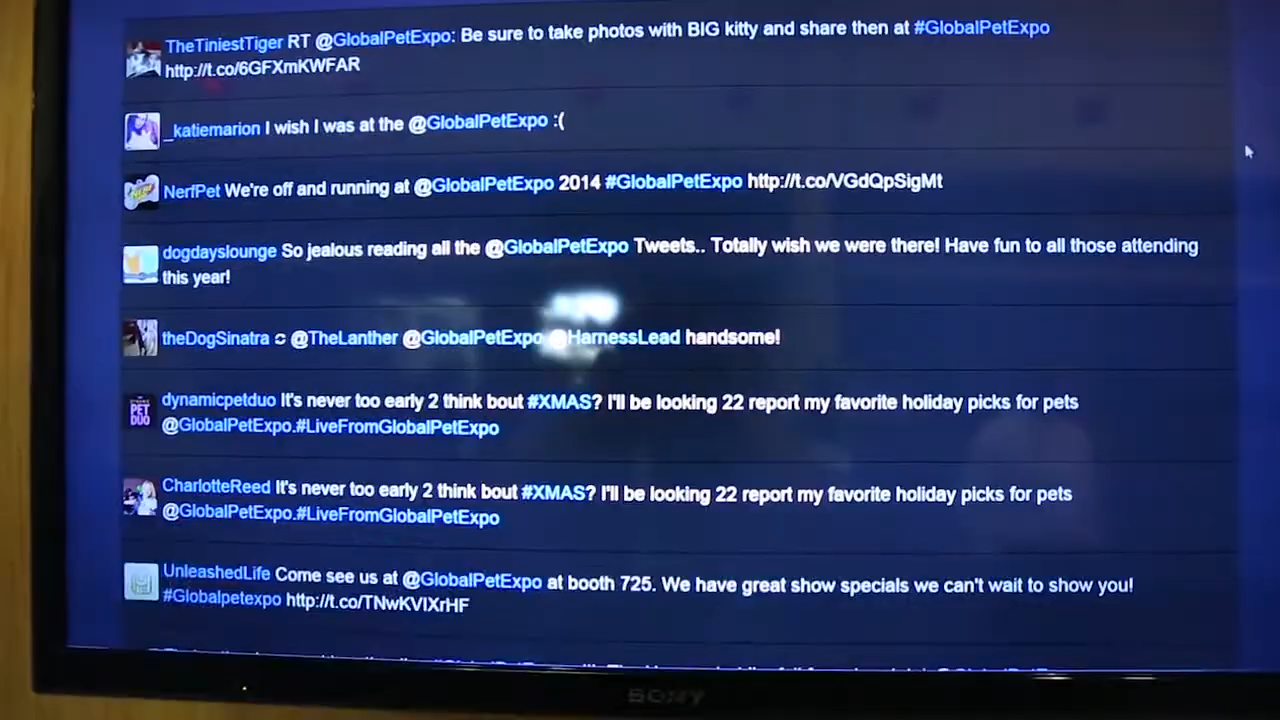 TheTiniestTiger RT @GlobalPetExpo: Be sure to take photos with BIG kitty and share then at #GlobalPetExpo
http://t.co/6GFXmKWFAR
_katiemarion I wish I was at the @GlobalPetExpo :(
NerfPet We're off and running at @GlobalPetExpo 2014 #GlobalPetExpo http://t.co/VGdQpSigMt
dogdayslounge So jealous reading all the @GlobalPetExpo Tweets.. Totally wish we were there! Have fun to all those attending
this year!
theDogSinatra @TheLanther @GlobalPetExpo @HarnessLead handsome!
dynamicpetduo It's never too early 2 think bout #XMAS? I'll be looking 22 report my favorite holiday picks for pets
@GlobalPetExpo.#LiveFromGlobalPetExpo
PET
DUO
CharlotteReed It's never too early 2 think bout #XMAS? I'll be looking 22 report my favorite holiday picks for pets
@GlobalPetExpo.#LiveFromGlobalPetExpo
UnleashedLife Come see us at @GlobalPetExpo at booth 725. We have great show specials we can't wait to show you!
#Globalpetexpo http://t.co/TNwKVlXrHF
SONY